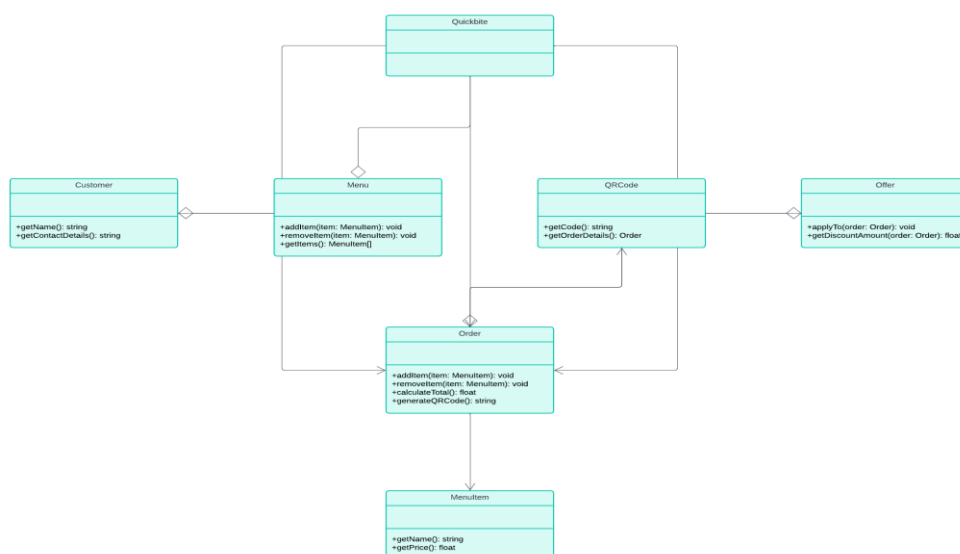 Quickbite
Customer
+getName(): string
+getContactDetails(): string
Menu
+addItem(item: MenuItem): void
+removeItem(item: MenuItem): void
+getItems(): MenuItem[]
QRCode
+getCode(): string
+getOrderDetails(): Order
Offer
+applyTo(order: Order): void
+getDiscountAmount(order: Order): float
Order
+addItem(item: MenuItem): void
+removeItem(item: MenuItem): void
+calculateTotal(): float
+generateQRCode(): string
MenuItem
+getName(): string
+getPrice(): float